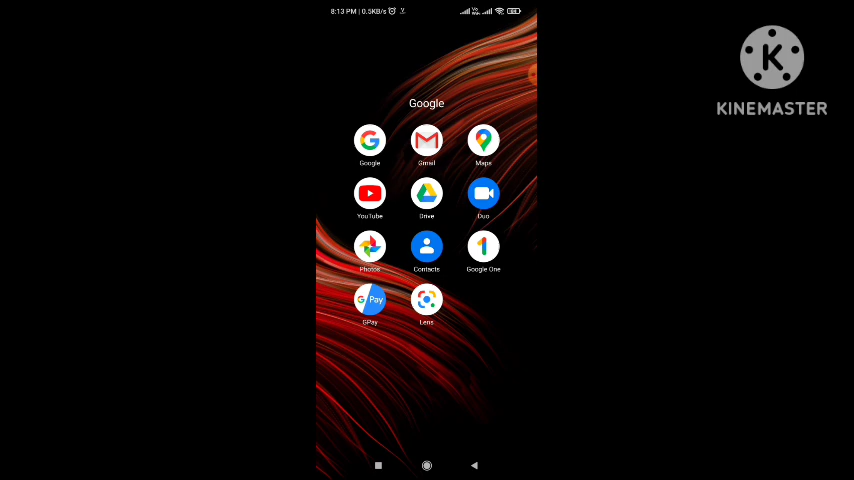 8:13 PM | 0.5KB/s
KINEMASTER
Google
Google Gmail Maps
YouTube Drive Duo
Photos Contacts Google One
G Pay
GPay Lens